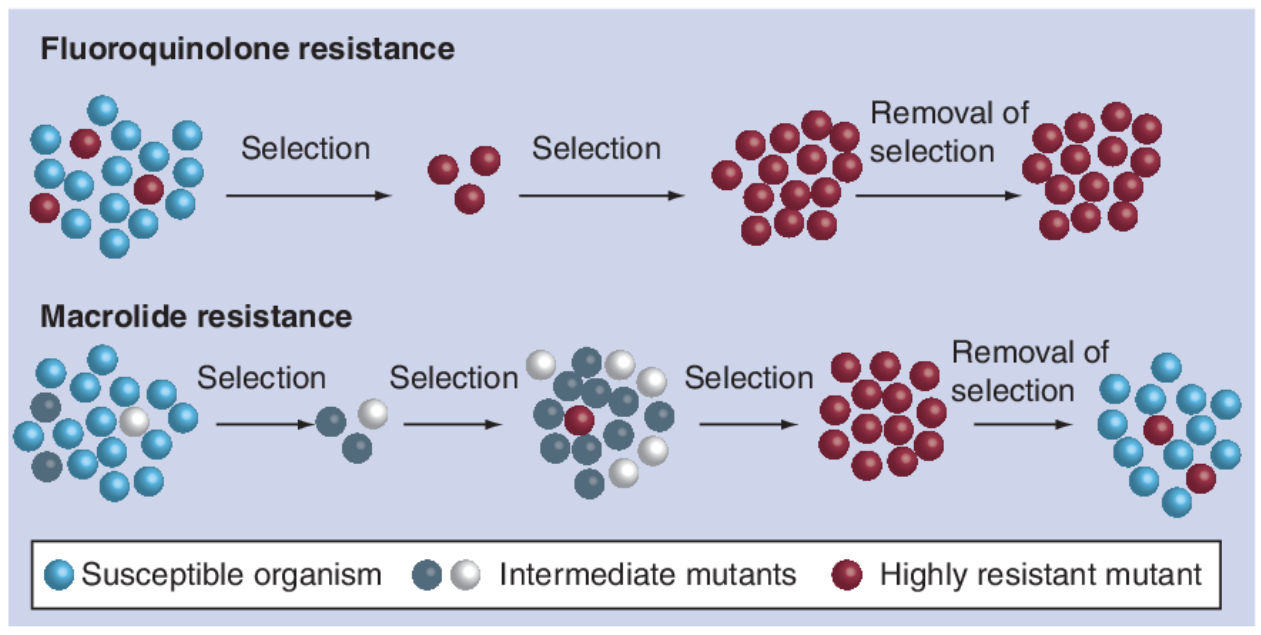 Fluoroquinolone resistance
Selection
Selection
Removal of
selection
Macrolide resistance
Selection
Selection
Selection
Removal of
selection
Susceptible organism
Intermediate mutants
Highly resistant mutant